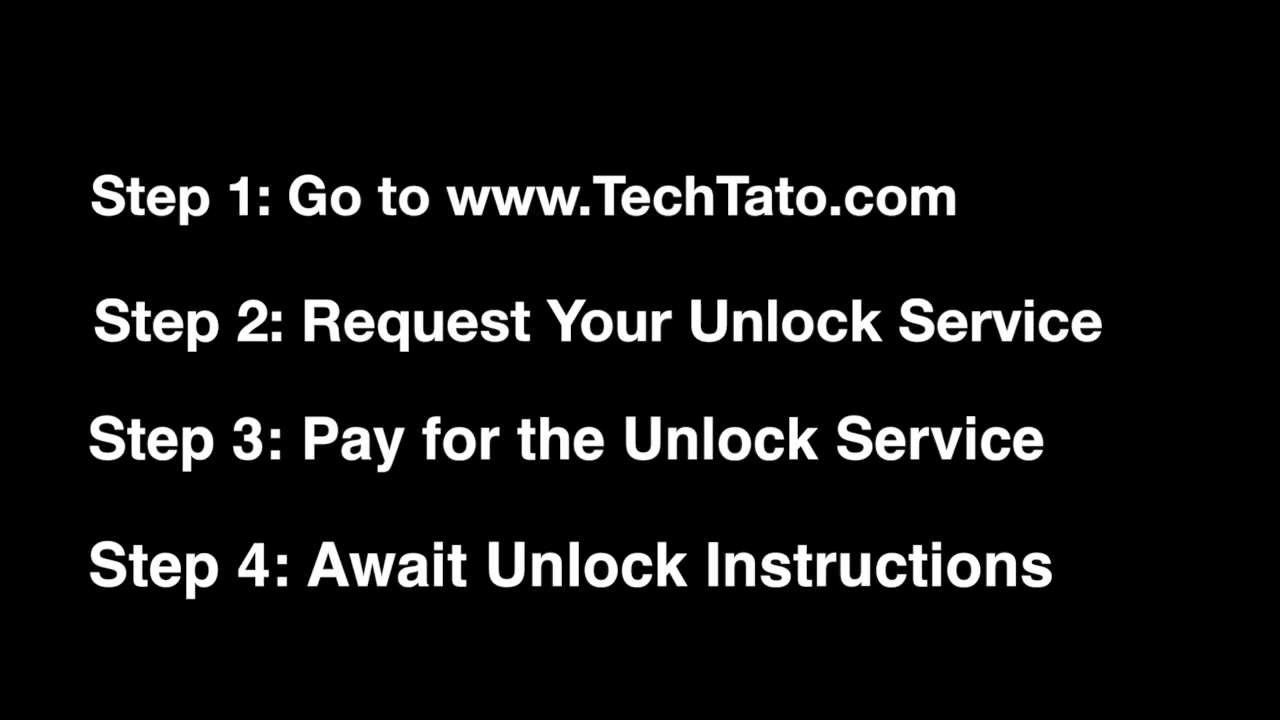 Step 1: Go to www.TechTato.com
Step 2: Request Your Unlock Service
Step 3: Pay for the Unlock Service
Step 4: Await Unlock Instructions